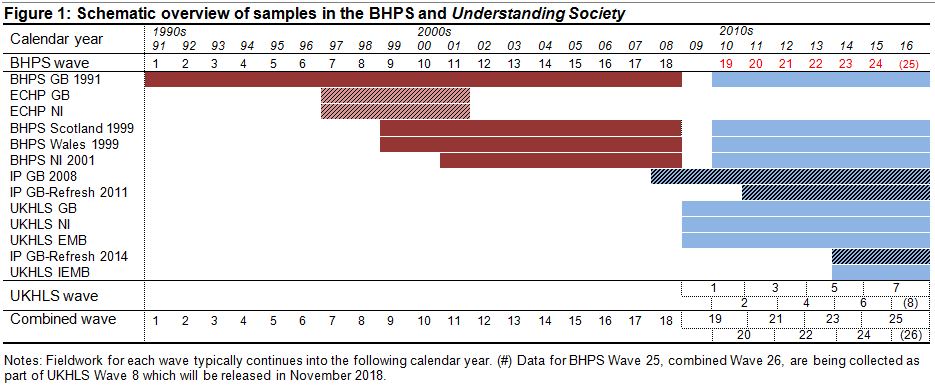 Figure 1: Schematic overview of samples in the BHPS and Understanding Society
1990s 2000s 2010s
Calendar year 91 92 93 94 95 96 97 98 99 00 01 02 03 04 05 06 07 08 09 10 11 12 13 14 15 16
BHPS wave 1 2 3 4 5 6 7 8 9 10 11 12 13 14 15 16 17 18 19 20 21 22 23 24 (25)
BHPS GB 1991
ECHP GB
ECHP NI
BHPS Scotland 1999
BHPS Wales 1999
BHPS NI 2001
IP GB 2008
IP GB-Refresh 2011
UKHLS GB
UKHLS NI
UKHLS EMB
IP GB-Refresh 2014
UKHLS IEMB
UKHLS wave 1 3 5 7
2 4 6 (8)
Combined wave 1 2 3 4 5 6 7 8 9 10 11 12 13 14 15 16 17 18 19 21 23 25
20 22 24 (26)
Notes: Fieldwork for each wave typically continues into the following calendar year. (#) Data for BHPS Wave 25, combined Wave 26, are being collected as
part of UKHLS Wave 8 which will be released in November 2018.